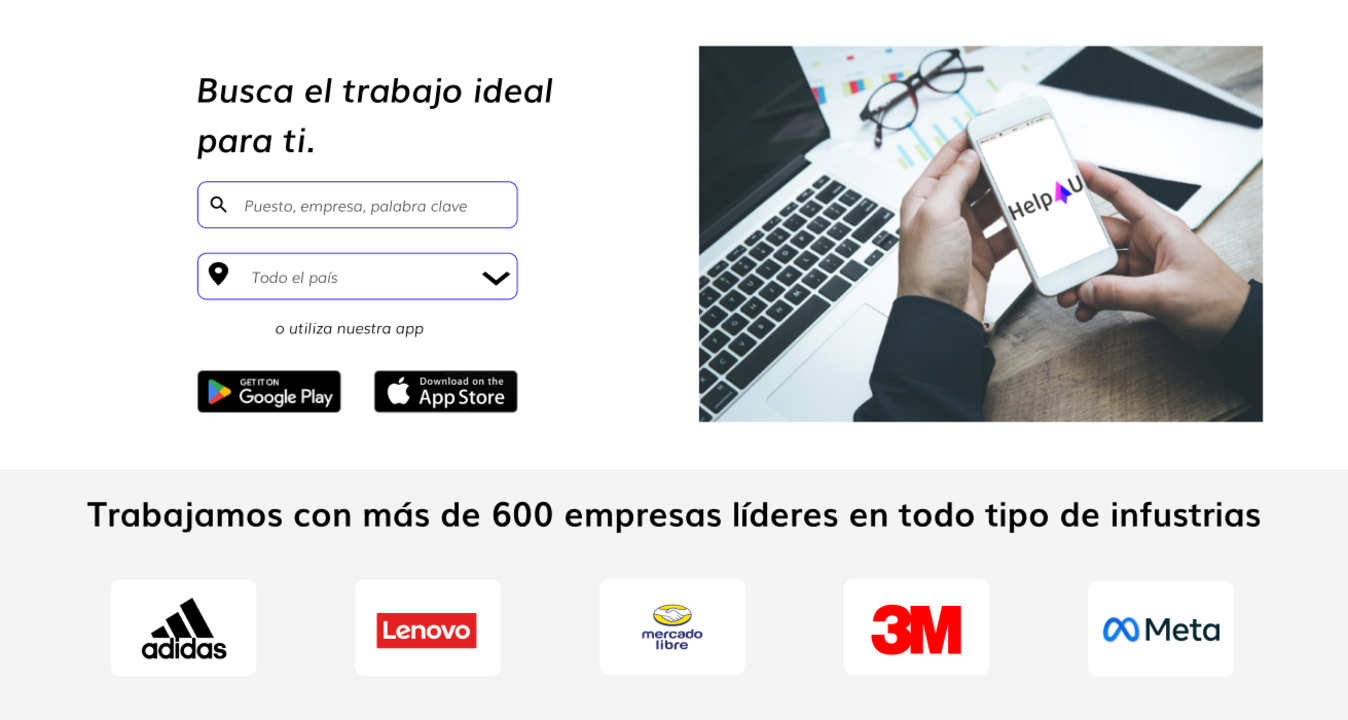 Busca el trabajo ideal
para ti.
Puesto, empresa, palabra clave
Todo el país
o utiliza nuestra app
GET IT ON
Google Play
Download on the
App Store
Help U
Trabajamos con más de 600 empresas líderes en todo tipo de infustrias
adidas
Lenovo
mercado
libre
3M
Meta